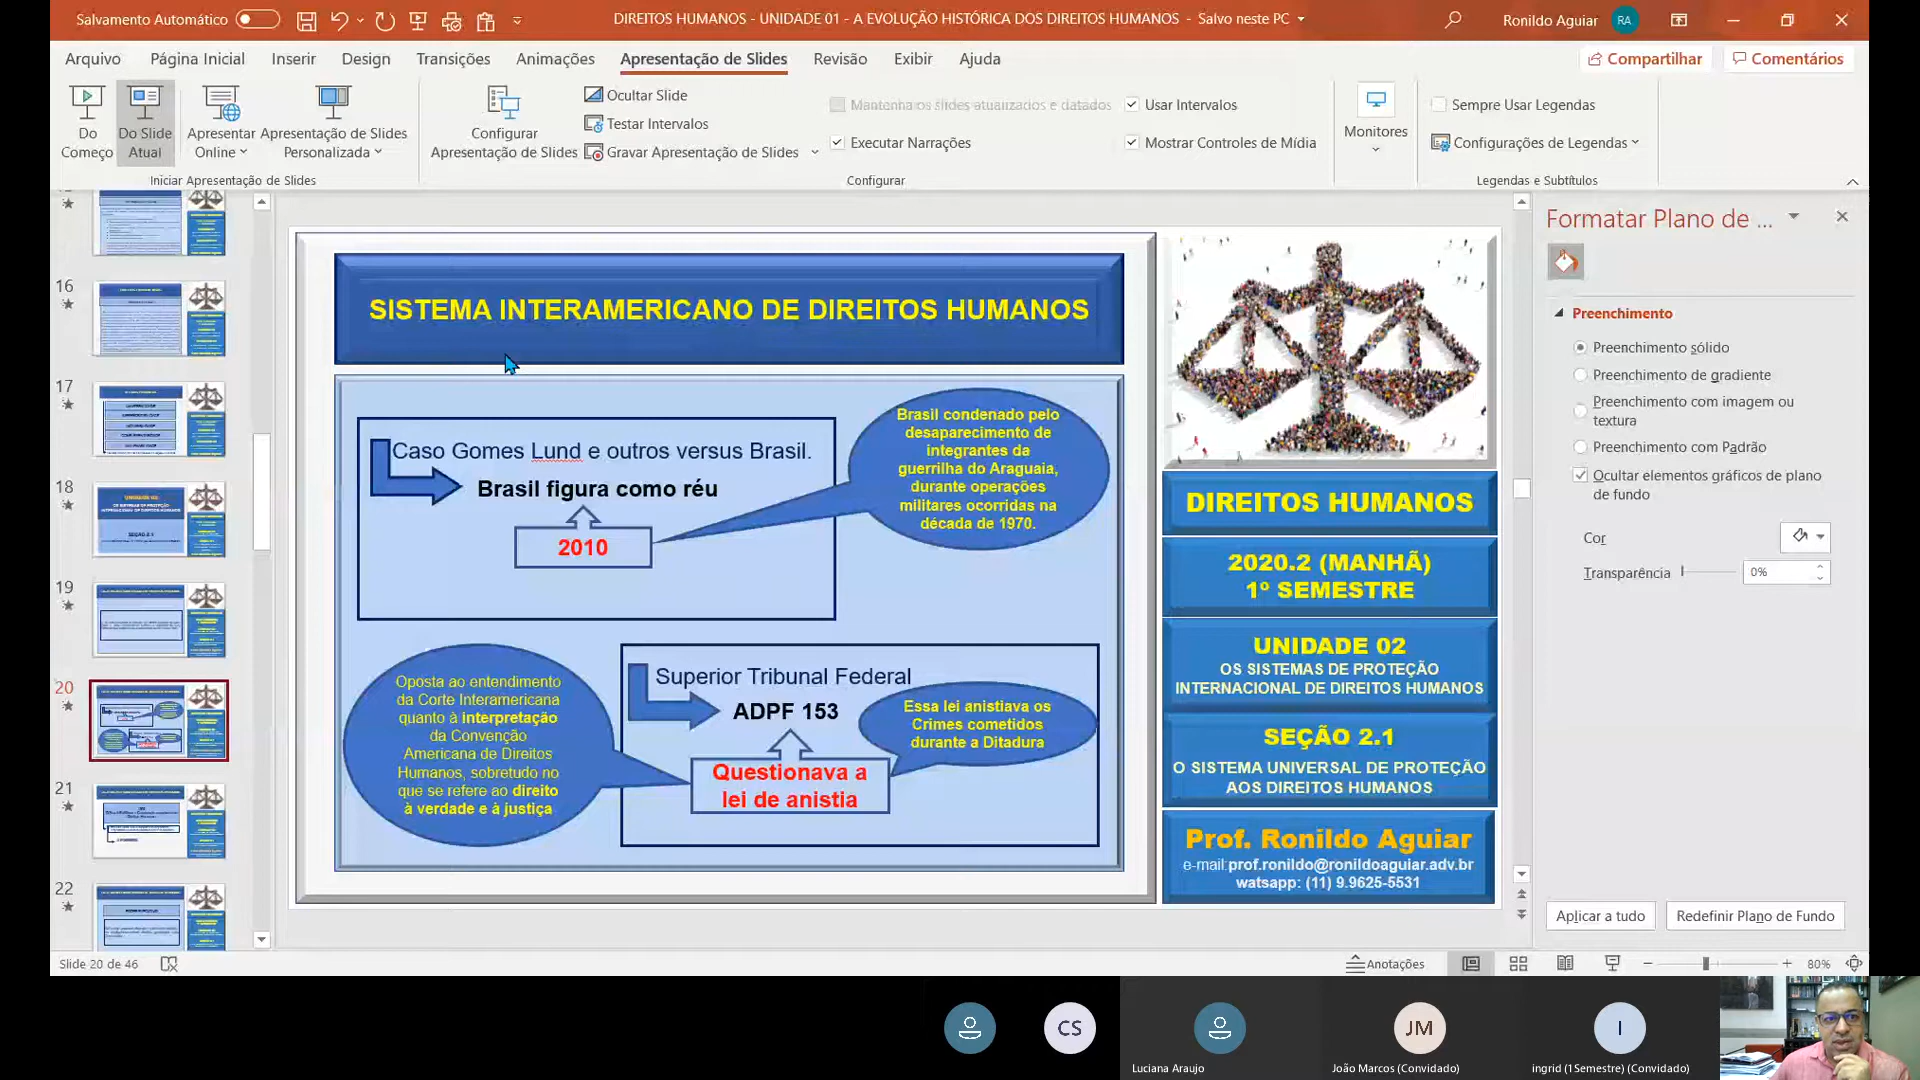 Salvamento Automático
DIREITOS HUMANOS - UNIDADE 01 - A EVOLUÇÃO HISTÓRICA DOS DIREITOS HUMANOS - Salvo neste PC
Ronildo Aguiar
RA
Arquivo
Página Inicial
Inserir
Design
Transições
Animações
Apresentação de Slides
Revisão
Exibir
Ajuda
Compartilhar
Comentários
Do
Começo
Do Slide
Atual
Apresentar
Online
Apresentação de Slides
Personalizada
Iniciar Apresentação de Slides
Configurar
Apresentação de Slides
Ocultar Slide
Testar Intervalos
Gravar Apresentação de Slides
Mantenha os slides atualizados e datados
Executar Narrações
Usar Intervalos
Mostrar Controles de Mídia
Configurar
Monitores
Sempre Usar Legendas
Configurações de Legendas
Legendas e Subtítulos
16
17
18
19
20
21
22
SISTEMA INTERAMERICANO DE DIREITOS HUMANOS
Caso Gomes Lund e outros versus Brasil.
Brasil figura como réu
2010
Brasil condenado pelo
desaparecimento de
integrantes da
guerrilha do Araguaia,
durante operações
militares ocorridas na
década de 1970.
Oposta ao entendimento
da Corte Interamericana
quanto à interpretação
da Convenção
Americana de Direitos
Humanos, sobretudo no
que se refere ao direito
à verdade e à justiça
Superior Tribunal Federal
ADPF 153
Questionava a
lei de anistia
Essa lei anistiava os
Crimes cometidos
durante a Ditadura
DIREITOS HUMANOS
2020.2 (MANHÃ)
1º SEMESTRE
UNIDADE 02
OS SISTEMAS DE PROTEÇÃO
INTERNACIONAL DE DIREITOS HUMANOS
SEÇÃO 2.1
O SISTEMA UNIVERSAL DE PROTEÇÃO
AOS DIREITOS HUMANOS
Prof. Ronildo Aguiar
e-mail:prof.ronildo@ronildoaguiar.adv.br
watsapp: (11) 9.9625-5531
Formatar Plano de ...
Preenchimento
Preenchimento sólido
Preenchimento de gradiente
Preenchimento com imagem ou
textura
Preenchimento com Padrão
Ocultar elementos gráficos de plano
de fundo
Cor
Transparência
0%
Aplicar a tudo
Redefinir Plano de Fundo
Slide 20 de 46
Anotações
80%
CS
JM
I
Luciana Araujo
João Marcos (Convidado)
ingrid (1Semestre) (Convidado)